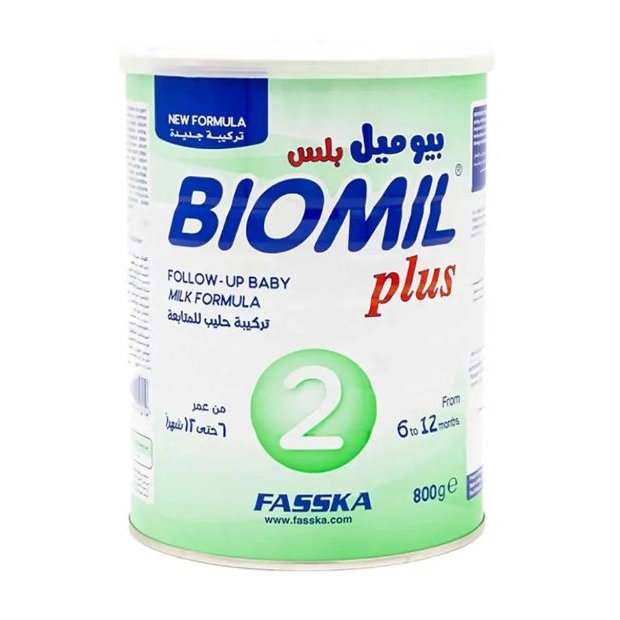 NEW FORMULA
تركيبة جديدة
بيوميل بلس
BIOMIL®
plus
FOLLOW-UP BABY
MILK FORMULA
تركيبة حليب للمتابعة
2
من عمر
٦ حتى ١٢ شهرا
From
6 to 12 months
FASSKA
www.fasska.com
800g e